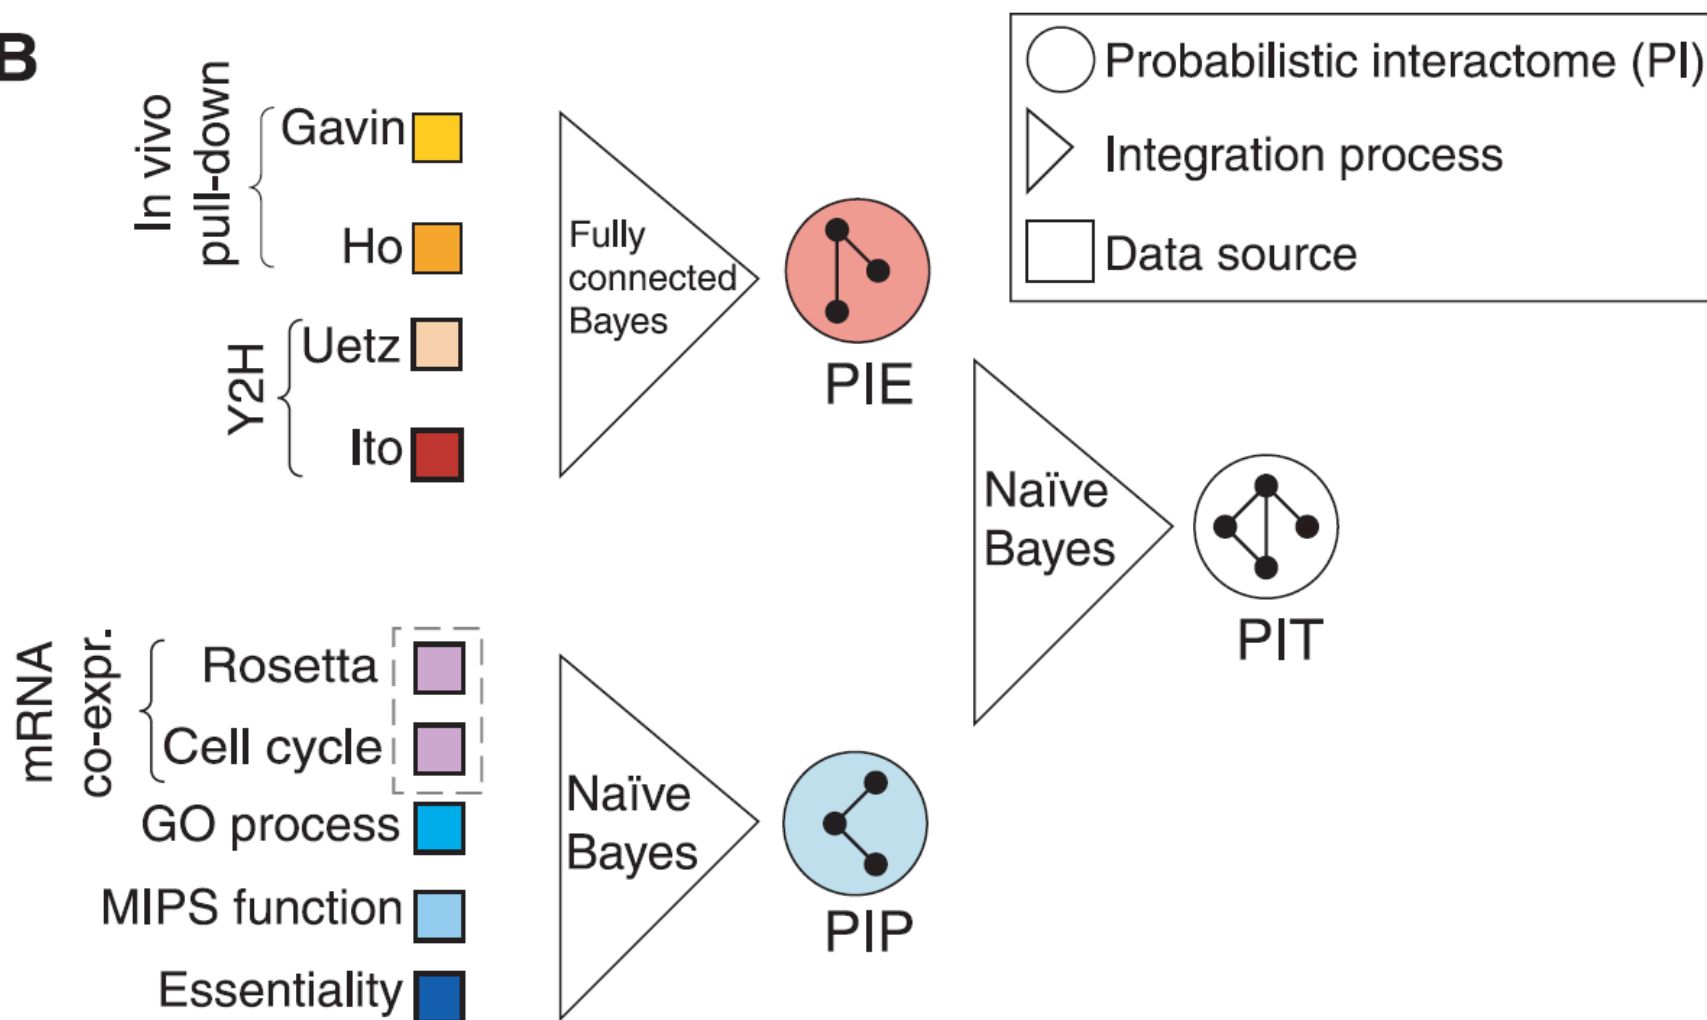 B
In vivo
pull-down
Gavin
Ho
Y2H
Uetz
Ito
Fully
connected
Bayes
PIE
Probabilistic interactome (PI)
Integration process
Data source
mRNA
co-expr.
Rosetta
Cell cycle
GO process
MIPS function
Essentiality
Naïve
Bayes
PIP
Naïve
Bayes
PIT